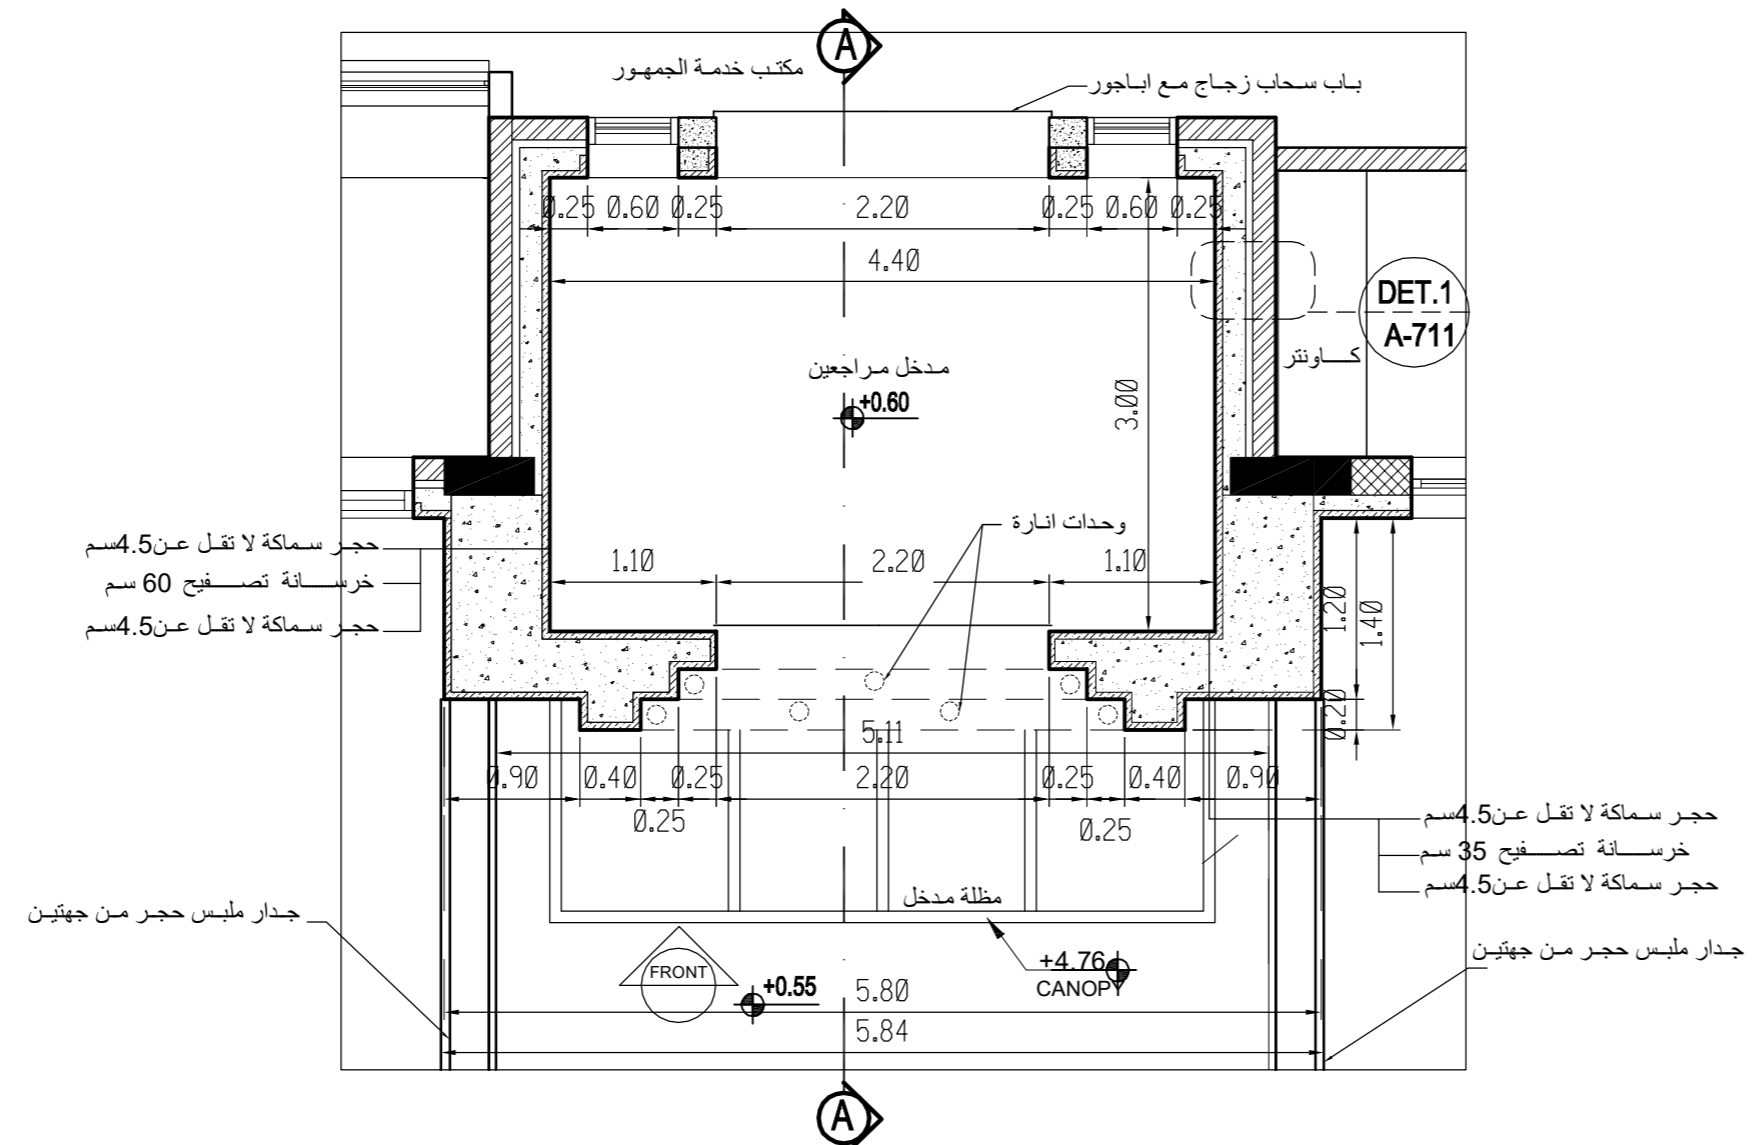 A
مكتب خدمة الجمهور
باب سحاب زجاج مع اباجور
0.25 0.60 0.25 2.20 0.25 0.60 0.25
4.40
DET.1
A-711
كاونتر
مدخل مراجعين
+0.60
3.00
وحدات انارة
حجر سماكة لا تقل عن4.5سم
خرسانة تصفيح 60 سم
حجر سماكة لا تقل عن4.5سم
1.10 2.20 1.10
1.20
1.40
0.20
5.11
0.90 0.40 0.25 2.20 0.25 0.40 0.90
0.25 0.25
حجر سماكة لا تقل عن4.5سم
خرسانة تصفيح 35 سم
حجر سماكة لا تقل عن4.5سم
مظلة مدخل
جدار ملبس حجر من جهتين
جدار ملبس حجر من جهتين
FRONT
+4.76
CANOPY
+0.55
5.80
5.84
A